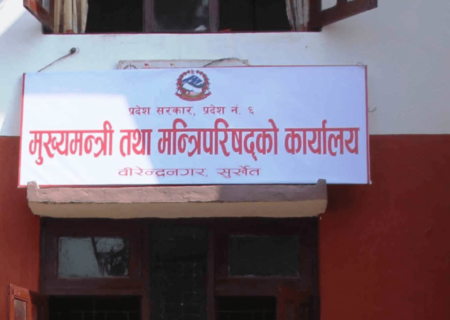 प्रदेश सरकार, प्रदेश नं. ६
मुख्यमन्त्री तथा मन्त्रिपरिषद्को कार्यालय
वीरेन्द्रनगर, सुर्खेत